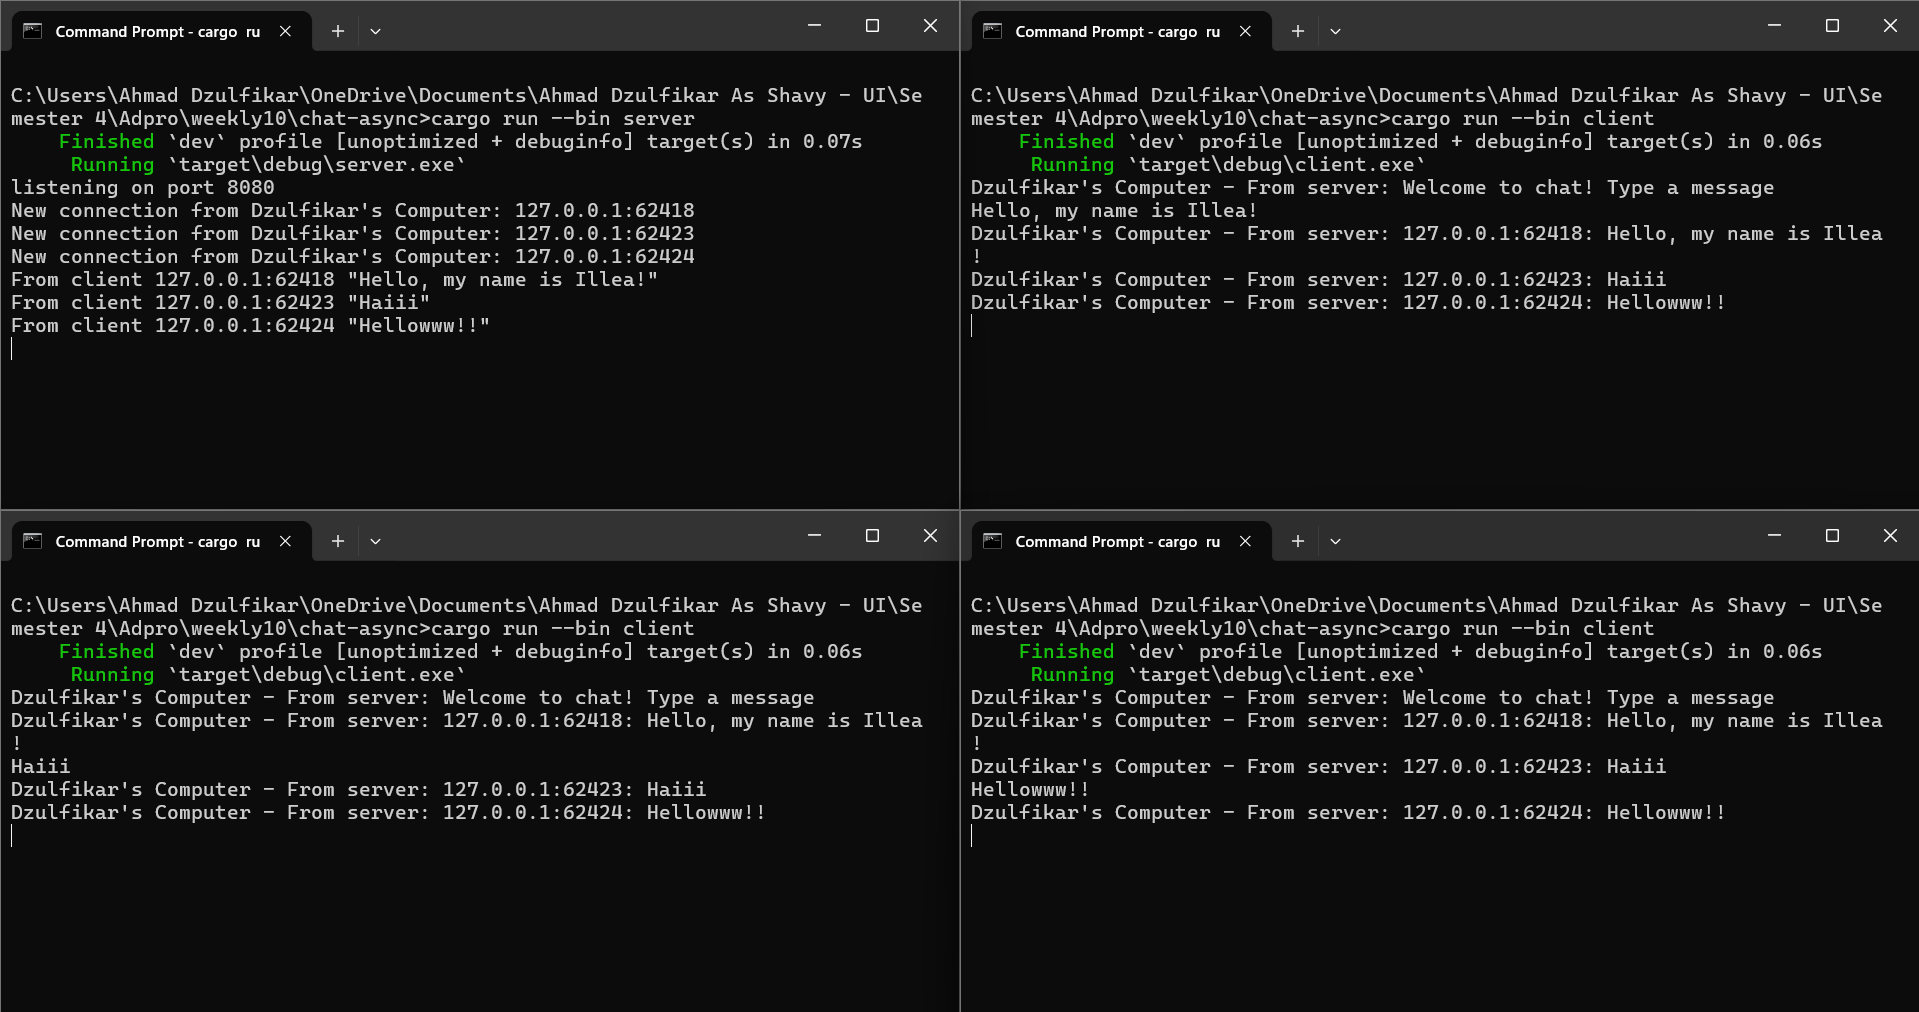 Command Prompt - cargo  ru
C:\Users\Ahmad Dzulfikar\OneDrive\Documents\Ahmad Dzulfikar As Shavy - UI\Se
mester 4\Adpro\weekly10\chat-async>cargo run --bin server
    Finished `dev` profile [unoptimized + debuginfo] target(s) in 0.07s
     Running `target\debug\server.exe`
listening on port 8080
New connection from Dzulfikar's Computer: 127.0.0.1:62418
New connection from Dzulfikar's Computer: 127.0.0.1:62423
New connection from Dzulfikar's Computer: 127.0.0.1:62424
From client 127.0.0.1:62418 "Hello, my name is Illea!"
From client 127.0.0.1:62423 "Haiii"
From client 127.0.0.1:62424 "Hellowww!!"
Command Prompt - cargo  ru
C:\Users\Ahmad Dzulfikar\OneDrive\Documents\Ahmad Dzulfikar As Shavy - UI\Se
mester 4\Adpro\weekly10\chat-async>cargo run --bin client
    Finished `dev` profile [unoptimized + debuginfo] target(s) in 0.06s
     Running `target\debug\client.exe`
Dzulfikar's Computer - From server: Welcome to chat! Type a message
Hello, my name is Illea!
Dzulfikar's Computer - From server: 127.0.0.1:62418: Hello, my name is Illea
!
Dzulfikar's Computer - From server: 127.0.0.1:62423: Haiii
Dzulfikar's Computer - From server: 127.0.0.1:62424: Hellowww!!
Command Prompt - cargo  ru
C:\Users\Ahmad Dzulfikar\OneDrive\Documents\Ahmad Dzulfikar As Shavy - UI\Se
mester 4\Adpro\weekly10\chat-async>cargo run --bin client
    Finished `dev` profile [unoptimized + debuginfo] target(s) in 0.06s
     Running `target\debug\client.exe`
Dzulfikar's Computer - From server: Welcome to chat! Type a message
Dzulfikar's Computer - From server: 127.0.0.1:62418: Hello, my name is Illea
!
Haiii
Dzulfikar's Computer - From server: 127.0.0.1:62423: Haiii
Dzulfikar's Computer - From server: 127.0.0.1:62424: Hellowww!!
Command Prompt - cargo  ru
C:\Users\Ahmad Dzulfikar\OneDrive\Documents\Ahmad Dzulfikar As Shavy - UI\Se
mester 4\Adpro\weekly10\chat-async>cargo run --bin client
    Finished `dev` profile [unoptimized + debuginfo] target(s) in 0.06s
     Running `target\debug\client.exe`
Dzulfikar's Computer - From server: Welcome to chat! Type a message
Dzulfikar's Computer - From server: 127.0.0.1:62418: Hello, my name is Illea
!
Dzulfikar's Computer - From server: 127.0.0.1:62423: Haiii
Hellowww!!
Dzulfikar's Computer - From server: 127.0.0.1:62424: Hellowww!!